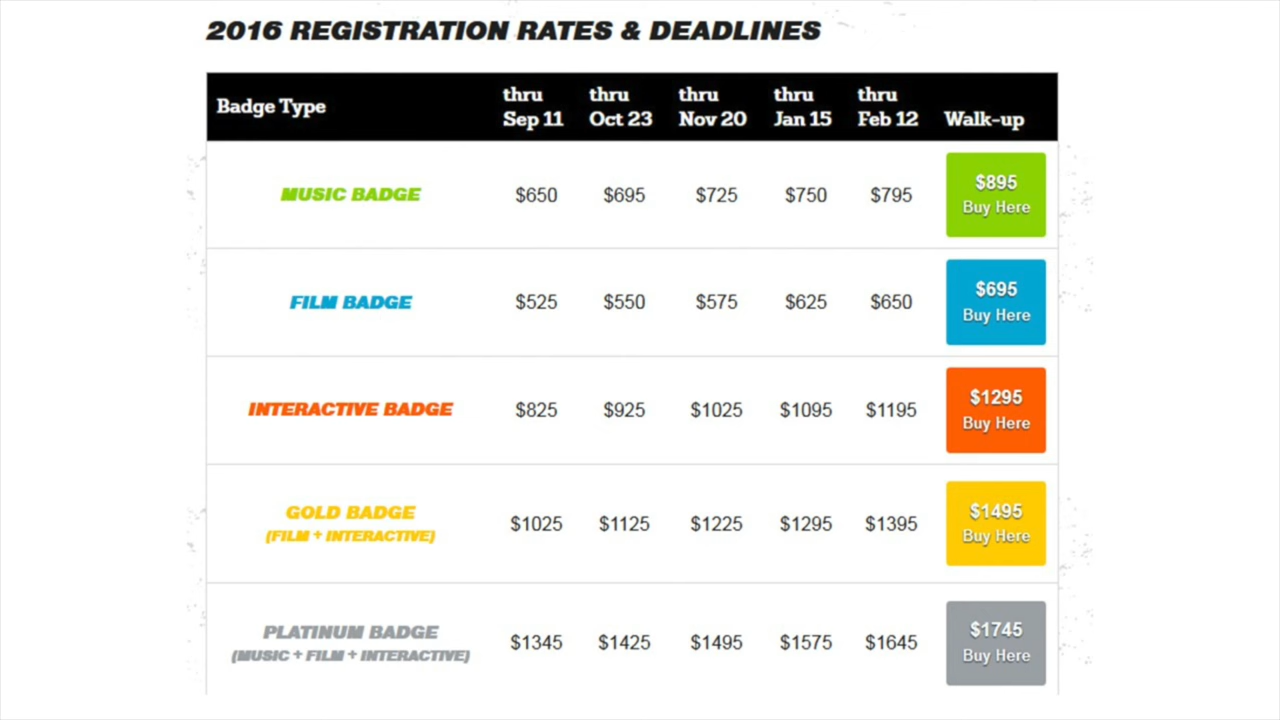 2016 REGISTRATION RATES & DEADLINES
Badge Type thru Sep 11 thru Oct 23 thru Nov 20 thru Jan 15 thru Feb 12 Walk-up
MUSIC BADGE $650 $695 $725 $750 $795 $895 Buy Here
FILM BADGE $525 $550 $575 $625 $650 $695 Buy Here
INTERACTIVE BADGE $825 $925 $1025 $1095 $1195 $1295 Buy Here
GOLD BADGE
(FILM + INTERACTIVE) $1025 $1125 $1225 $1295 $1395 $1495 Buy Here
PLATINUM BADGE
(MUSIC + FILM + INTERACTIVE) $1345 $1425 $1495 $1575 $1645 $1745 Buy Here